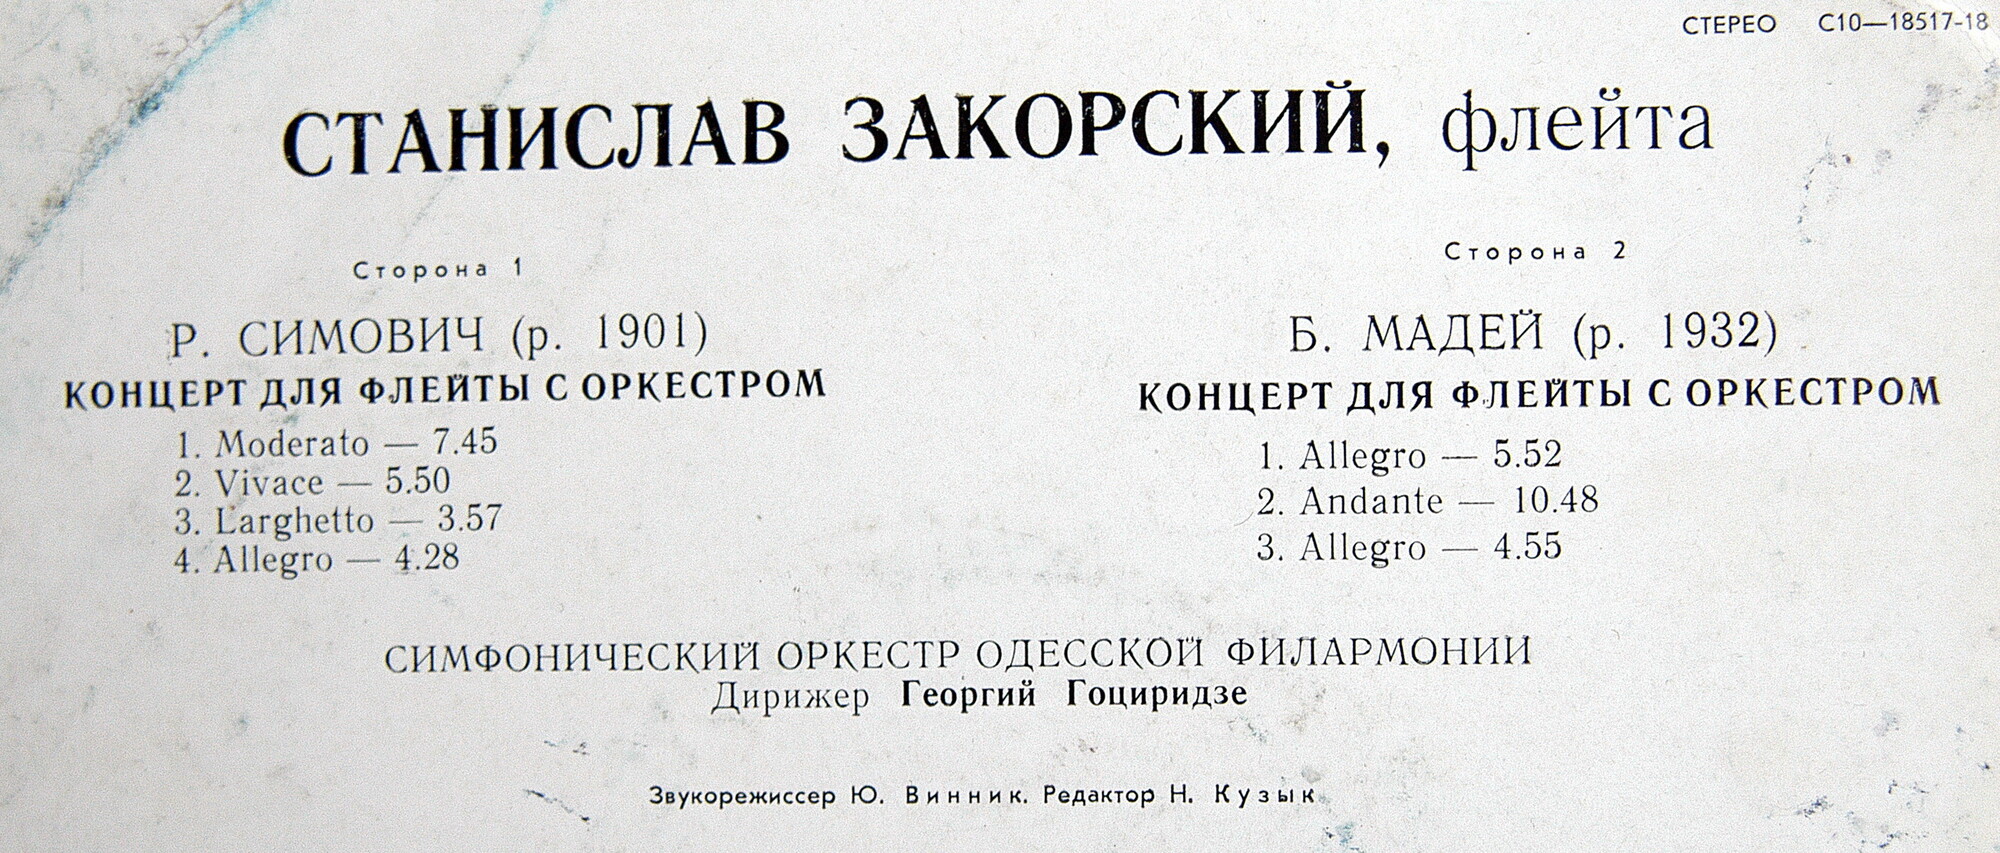 СТЕРЕО С10—18517-18
СТАНИСЛАВ ЗАКОРСКИЙ, флейта
Сторона 1
Р. СИМОВИЧ (р. 1901)
КОНЦЕРТ ДЛЯ ФЛЕЙТЫ С ОРКЕСТРОМ
1. Moderato — 7.45
2. Vivace — 5.50
3. Larghetto — 3.57
4. Allegro — 4.28
Сторона 2
Б. МАДЕЙ (р. 1932)
КОНЦЕРТ ДЛЯ ФЛЕЙТЫ С ОРКЕСТРОМ
1. Allegro — 5.52
2. Andante — 10.48
3. Allegro — 4.55
СИМФОНИЧЕСКИЙ ОРКЕСТР ОДЕССКОЙ ФИЛАРМОНИИ
Дирижер Георгий Гоциридзе
Звукорежиссер Ю. Винник. Редактор Н. Кузык